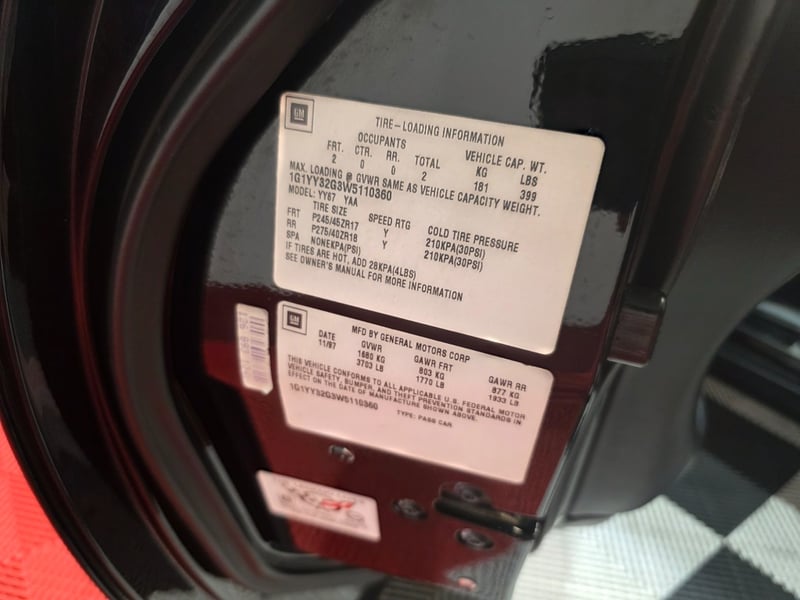 GM
TIRE-LOADING INFORMATION
OCCUPANTS VEHICLE CAP. WT.
FRT. CTR. RR. TOTAL KG LBS
2 0 0 2 181 399
MAX. LOADING @ GVWR SAME AS VEHICLE CAPACITY WEIGHT.
1G1YY32G3W5110360
MODEL: YY67 YAA
TIRE SIZE SPEED RTG COLD TIRE PRESSURE
FRT P245/45ZR17 Y 210KPA(30PSI)
RR P275/40ZR18 Y 210KPA(30PSI)
SPA NONEKPA(PSI)
IF TIRES ARE HOT, ADD 28KPA(4LBS)
SEE OWNER'S MANUAL FOR MORE INFORMATION
GM
MFD BY GENERAL MOTORS CORP
DATE GVWR GAWR FRT GAWR RR
11/97 1680 KG 803 KG 877 KG
3703 LB 1770 LB 1933 LB
THIS VEHICLE CONFORMS TO ALL APPLICABLE U.S. FEDERAL MOTOR
VEHICLE SAFETY, BUMPER, AND THEFT PREVENTION STANDARDS IN
EFFECT ON THE DATE OF MANUFACTURE SHOWN ABOVE.
1G1YY32G3W5110360 TYPE: PASS CAR